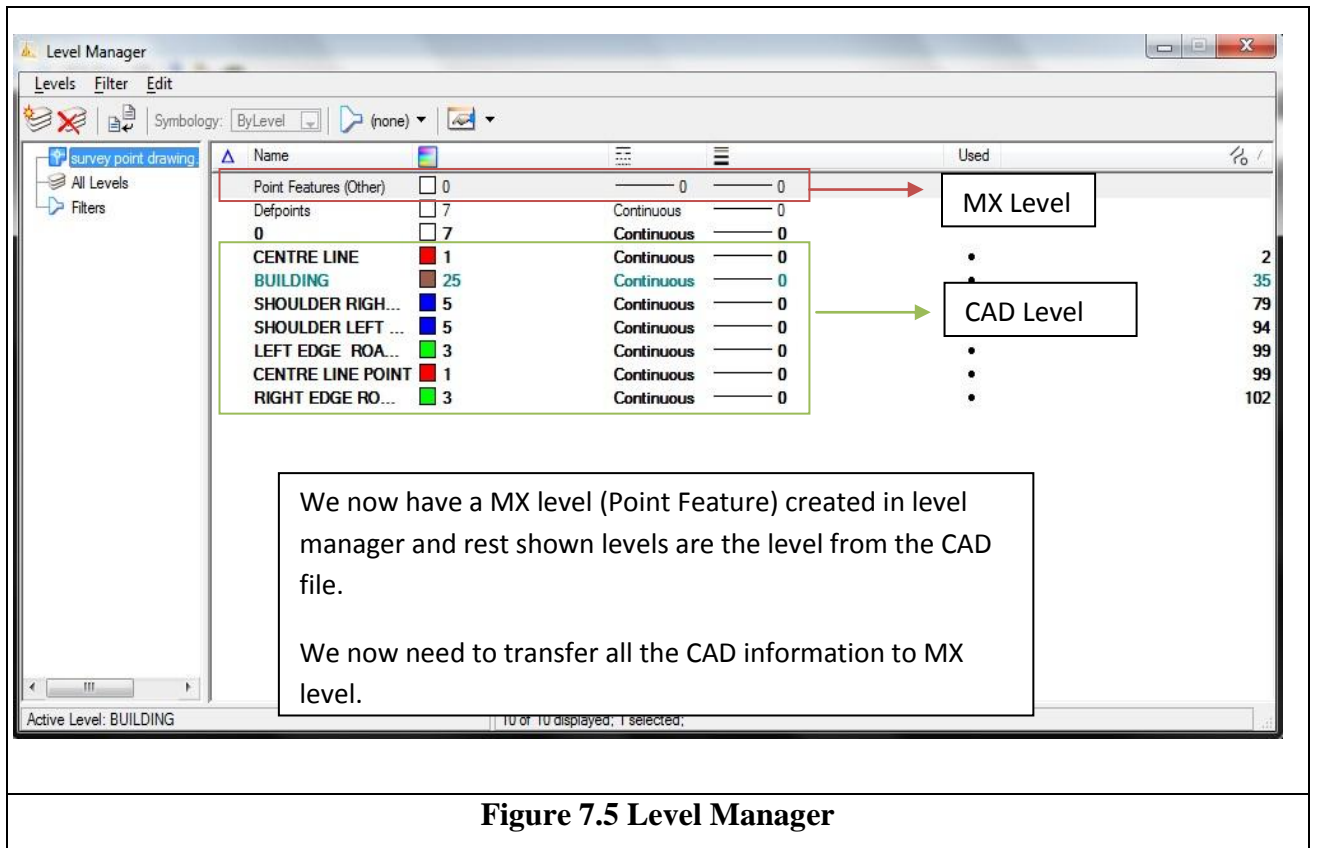 Level Manager
Levels Filter Edit
Symbology: ByLevel (none)
survey point drawing
All Levels
Filters
Name Used
Point Features (Other) 0 0 0
Defpoints 7 Continuous 0
0 7 Continuous 0
CENTRE LINE 1 Continuous 0 • 2
BUILDING 25 Continuous 0 • 35
SHOULDER RIGH... 5 Continuous 0 79
SHOULDER LEFT ... 5 Continuous 0 94
LEFT EDGE ROA... 3 Continuous 0 • 99
CENTRE LINE POINT 1 Continuous 0 • 99
RIGHT EDGE RO... 3 Continuous 0 • 102
MX Level
CAD Level
We now have a MX level (Point Feature) created in level
manager and rest shown levels are the level from the CAD
file.
We now need to transfer all the CAD information to MX
level.
Active Level: BUILDING 10 of 10 displayed; 1 selected;
Figure 7.5 Level Manager